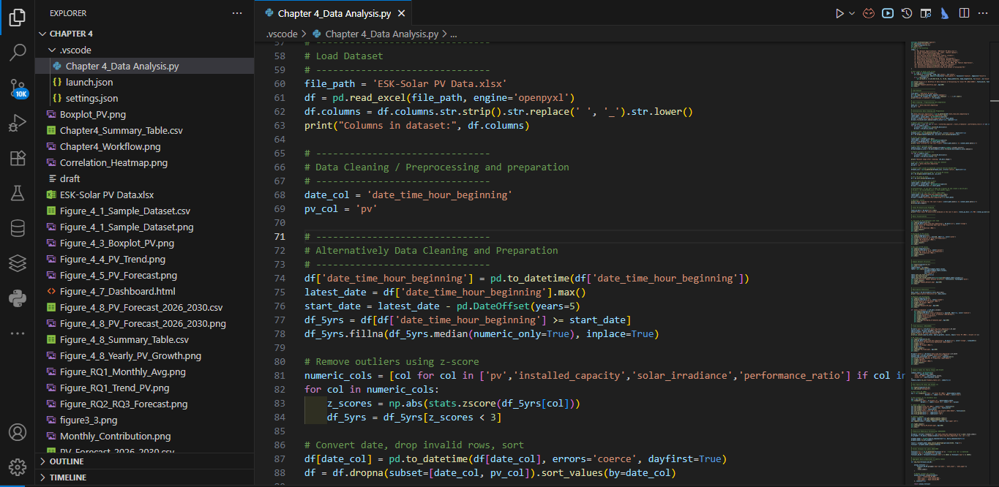 EXPLORER
CHAPTER 4
.vscode
Chapter 4_Data Analysis.py
{} launch.json
{} settings.json
Boxplot_PV.png
Chapter4_Summary_Table.csv
Chapter4_Workflow.png
Correlation_Heatmap.png
draft
ESK-Solar PV Data.xlsx
Figure_4_1_Sample_Dataset.csv
Figure_4_1_Sample_Dataset.png
Figure_4_3_Boxplot_PV.png
Figure_4_4_PV_Trend.png
Figure_4_5_PV_Forecast.png
Figure_4_7_Dashboard.html
Figure_4_8_PV_Forecast_2026_2030.csv
Figure_4_8_PV_Forecast_2026_2030.png
Figure_4_8_Summary_Table.csv
Figure_4_8_Yearly_PV_Growth.png
Figure_RQ1_Monthly_Avg.png
Figure_RQ1_Trend_PV.png
Figure_RQ2_RQ3_Forecast.png
figure3_3.png
Monthly_Contribution.png
PV_Forecast_2026_2030.csv
OUTLINE
TIMELINE
10K
Chapter 4_Data Analysis.py
.vscode > Chapter 4_Data Analysis.py > ...
57 # -------------------------------
58 # Load Dataset
59 # -------------------------------
60 file_path = 'ESK-Solar PV Data.xlsx'
61 df = pd.read_excel(file_path, engine='openpyxl')
62 df.columns = df.columns.str.strip().str.replace(' ', '_').str.lower()
63 print("Columns in dataset:", df.columns)
64
65 # -------------------------------
66 # Data Cleaning / Preprocessing and preparation
67 # -------------------------------
68 date_col = 'date_time_hour_beginning'
69 pv_col = 'pv'
70
71 # -------------------------------
72 # Alternatively Data Cleaning and Preparation
73 # -------------------------------
74 df['date_time_hour_beginning'] = pd.to_datetime(df['date_time_hour_beginning'])
75 latest_date = df['date_time_hour_beginning'].max()
76 start_date = latest_date - pd.DateOffset(years=5)
77 df_5yrs = df[df['date_time_hour_beginning'] >= start_date]
78 df_5yrs.fillna(df_5yrs.median(numeric_only=True), inplace=True)
79
80 # Remove outliers using z-score
81 numeric_cols = [col for col in ['pv','installed_capacity','solar_irradiance','performance_ratio'] if col in
82 for col in numeric_cols:
83 z_scores = np.abs(stats.zscore(df_5yrs[col]))
84 df_5yrs = df_5yrs[z_scores < 3]
85
86 # Convert date, drop invalid rows, sort
87 df[date_col] = pd.to_datetime(df[date_col], errors='coerce', dayfirst=True)
88 df = df.dropna(subset=[date_col, pv_col]).sort_values(by=date_col)